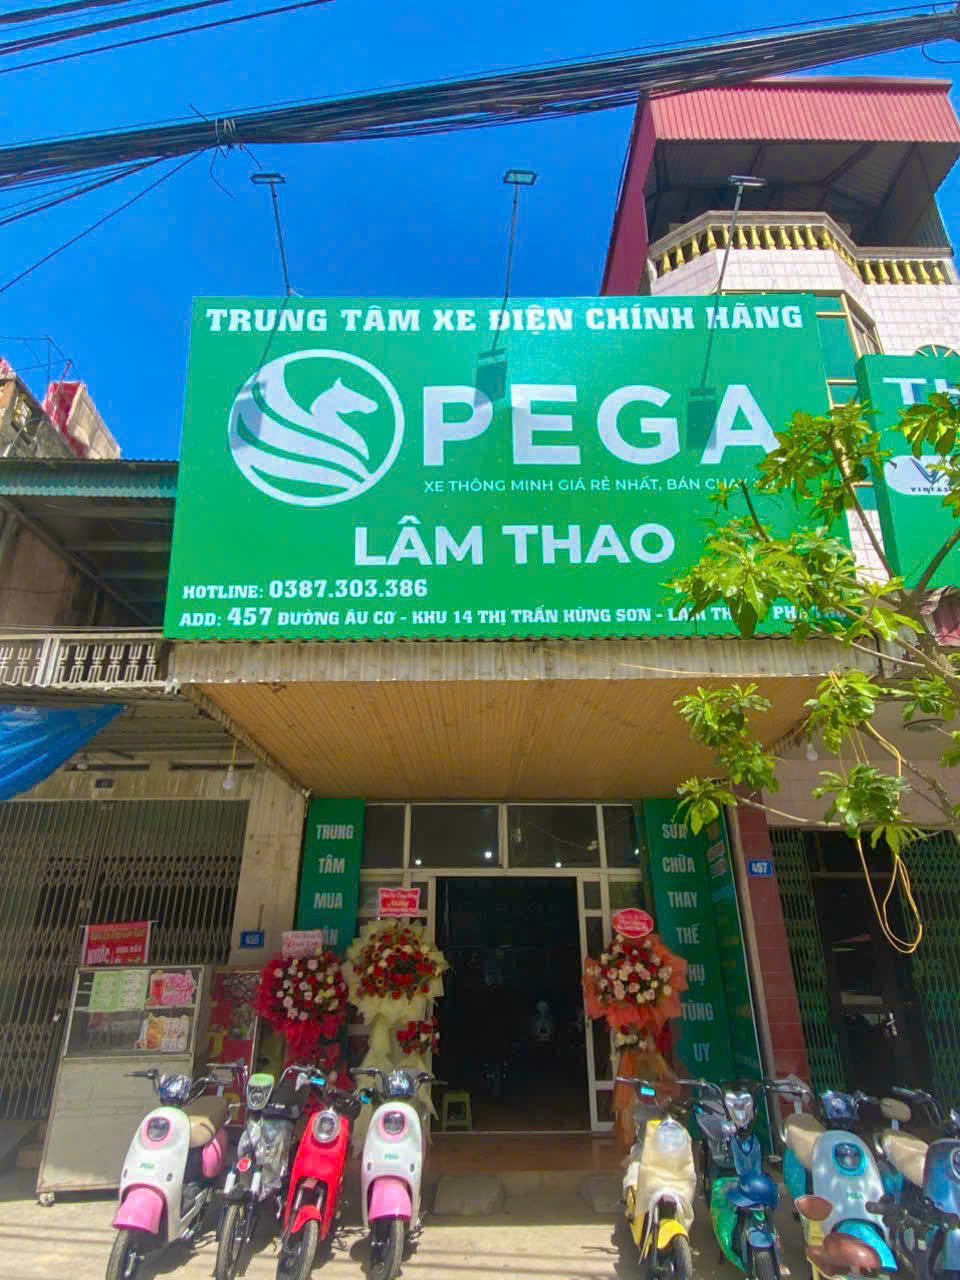 TRUNG TÂM XE ĐIỆN CHÍNH HÃNG
PEGA
XE THÔNG MINH GIÁ RẺ NHẤT, BÁN CHẠY
LÂM THAO
HOTLINE: 0387.303.386
ADD: 457 ĐƯỜNG ÂU CƠ - KHU 14 THỊ TRẤN HÙNG SƠN - LÂM
TRUNG
TÂM
MUA
SỬA
CHỮA
THAY
THẾ
PHỤ
TÙNG
UY
457
455
NƯỚC
PEGA